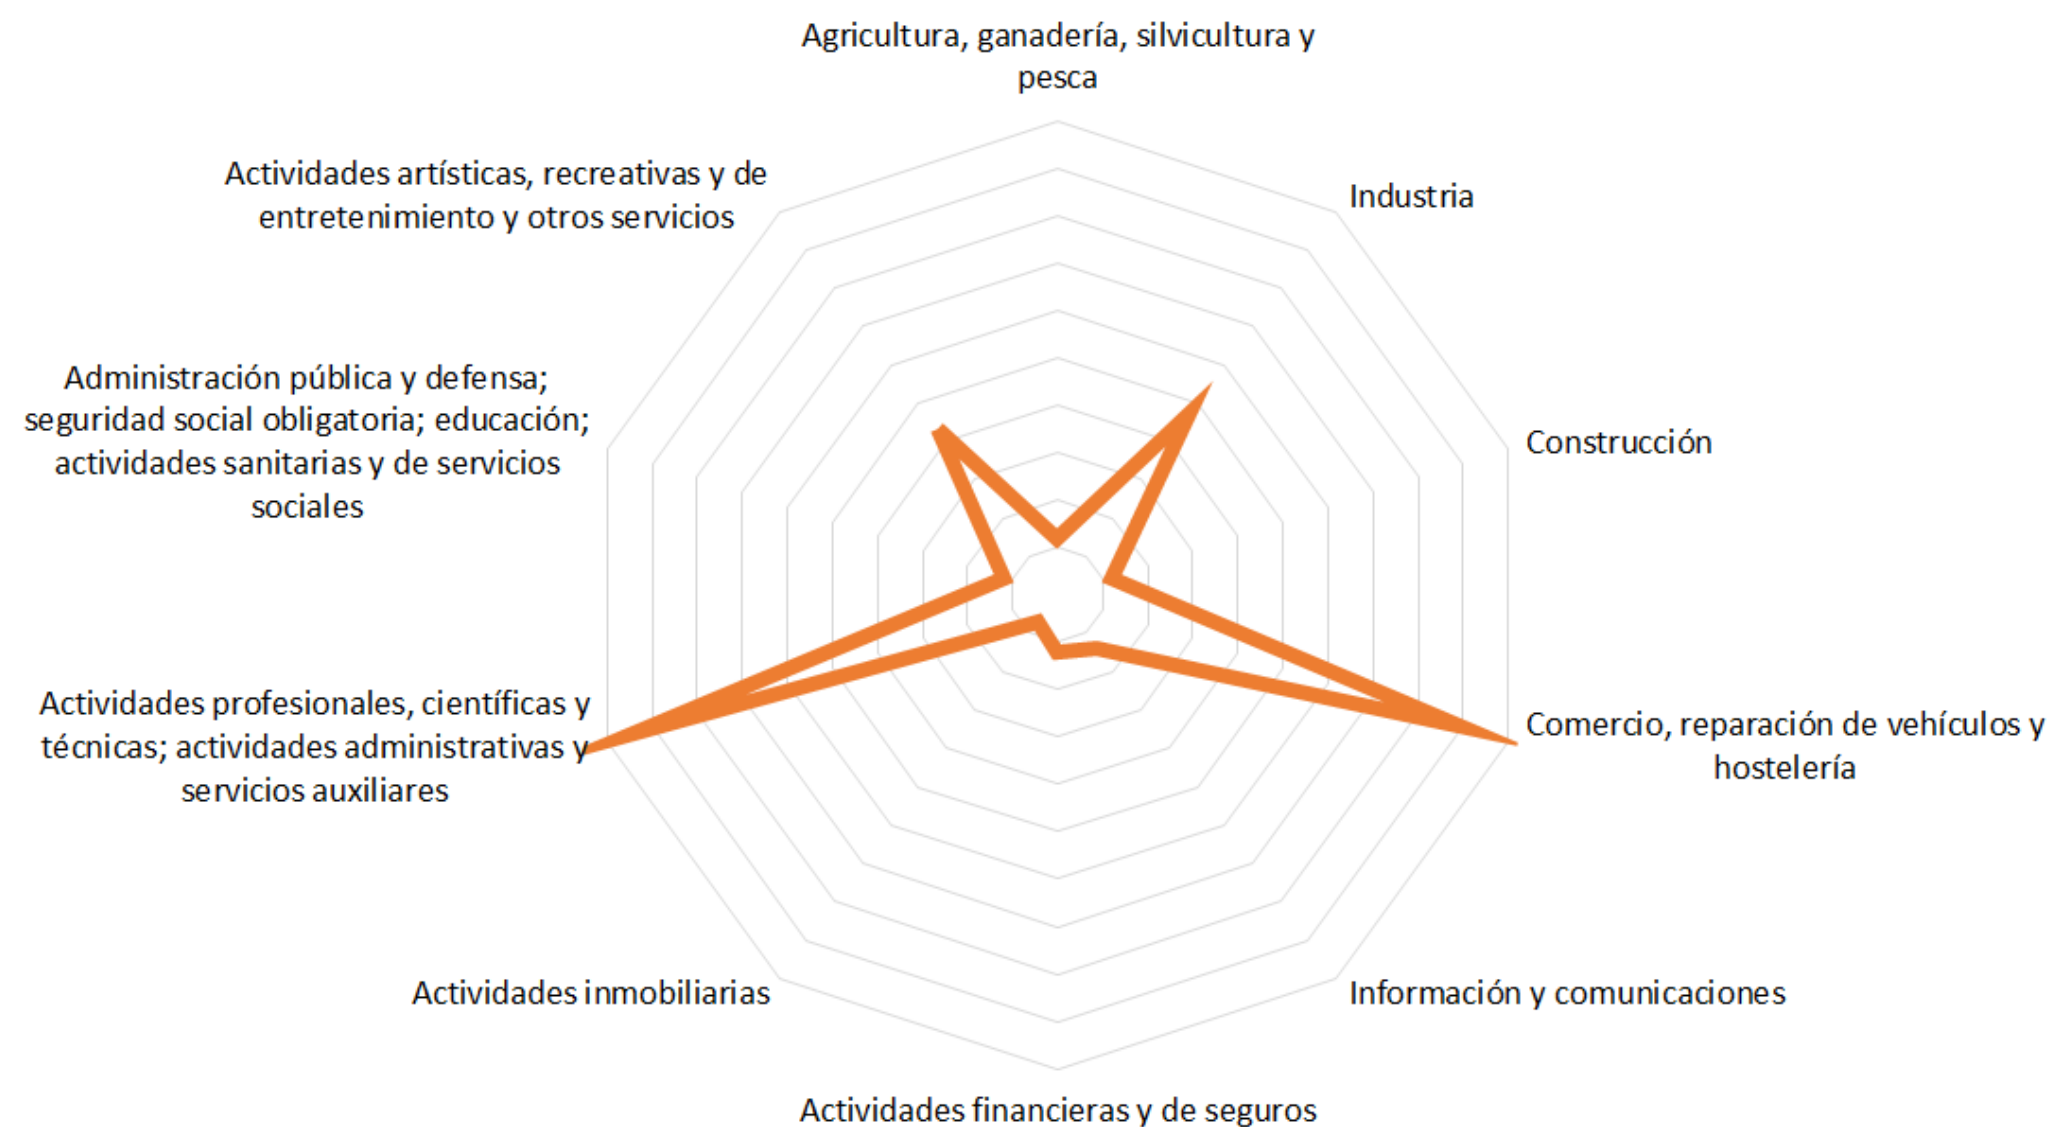 Agricultura, ganadería, silvicultura y
pesca
Industria
Construcción
Comercio, reparación de vehículos y
hostelería
Información y comunicaciones
Actividades financieras y de seguros
Actividades inmobiliarias
Actividades profesionales, científicas y
técnicas; actividades administrativas y
servicios auxiliares
Administración pública y defensa;
seguridad social obligatoria; educación;
actividades sanitarias y de servicios
sociales
Actividades artísticas, recreativas y de
entretenimiento y otros servicios